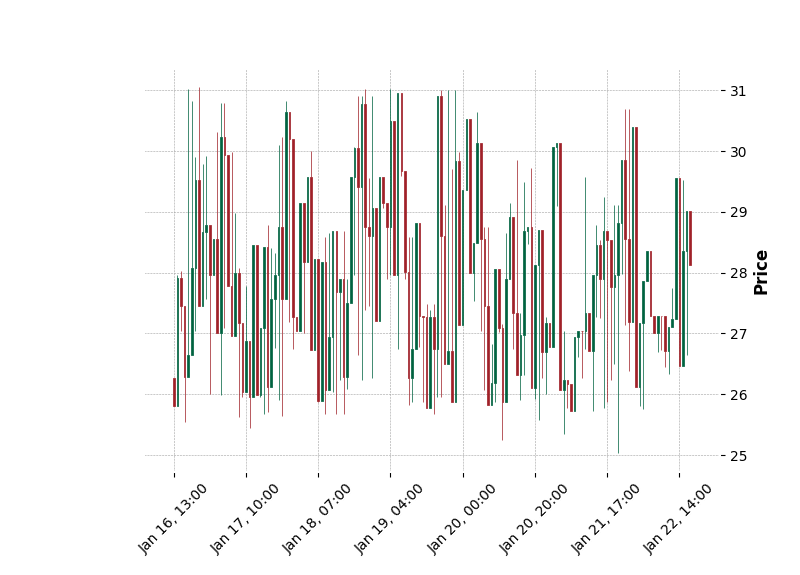 31
30
29
28
27
26
25
Price
Jan 16, 13:00
Jan 17, 10:00
Jan 18, 07:00
Jan 19, 04:00
Jan 20, 00:00
Jan 20, 20:00
Jan 21, 17:00
Jan 22, 14:00